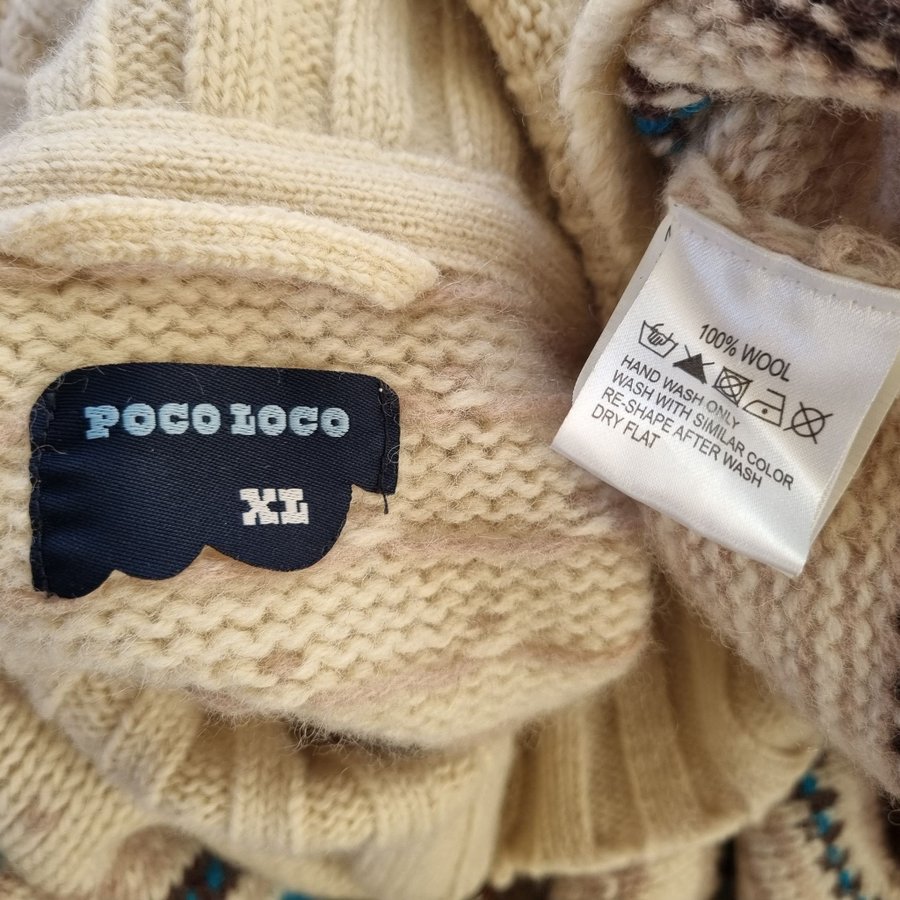 POCO LOCO
XL
100% WOOL
HAND WASH ONLY
WASH WITH SIMILAR COLOR
RE-SHAPE AFTER WASH
DRY FLAT